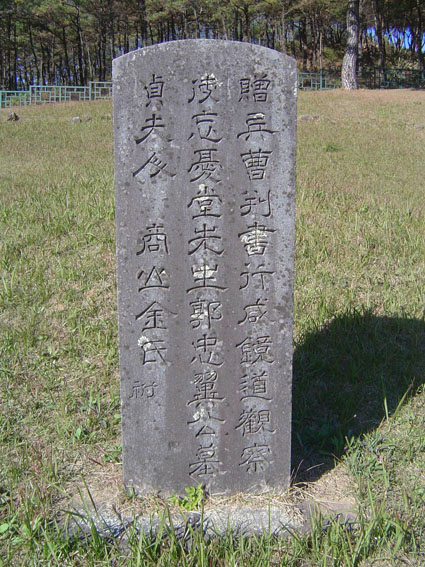 贈兵曹判書行咸鏡道觀察
使忘憂堂先生郭忠翼公墓
貞夫人 商山金氏 祔